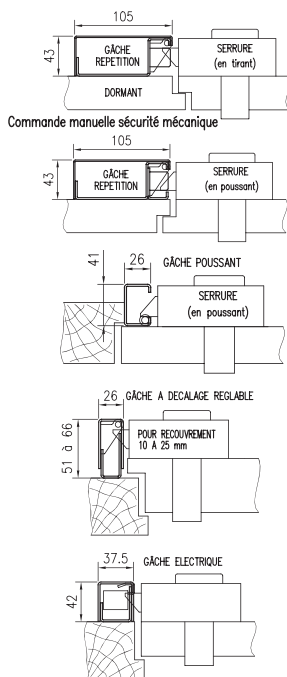 105
43
GÂCHE
REPETITION
SERRURE
(en tirant)
DORMANT
Commande manuelle sécurité mécanique
105
43
GÂCHE
REPETITION
SERRURE
(en poussant)
41
26
GÂCHE POUSSANT
SERRURE
(en poussant)
26
GÂCHE A DECALAGE REGLABLE
51 à 66
POUR RECOUVREMENT
10 A 25 mm
37.5
GÂCHE ELECTRIQUE
42